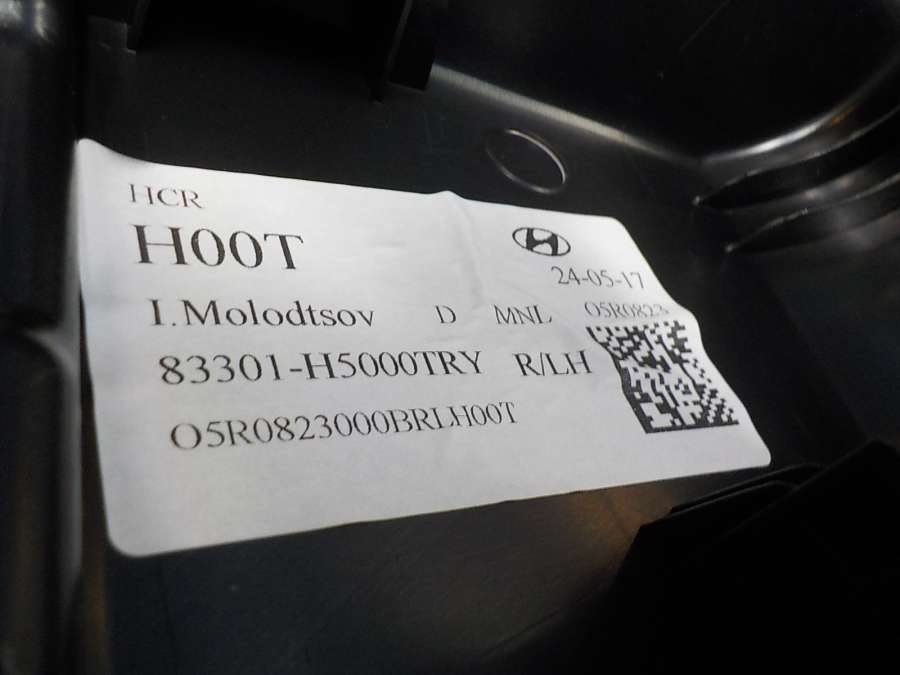 HCR
H00T
24-05-17
I.Molodtsov D MNL O5R0823
83301-H5000TRY R/LH
O5R0823000BRLH00T